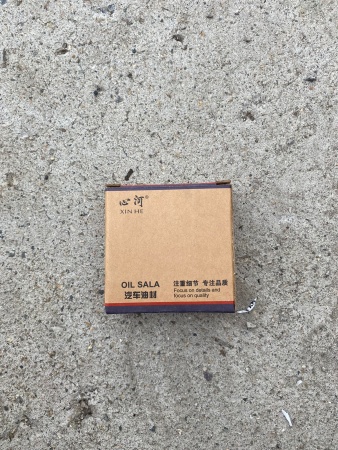 心河®
XIN HE
OIL SALA
汽车油材
注重细节 专注品质
Focus on details and
focus on quality